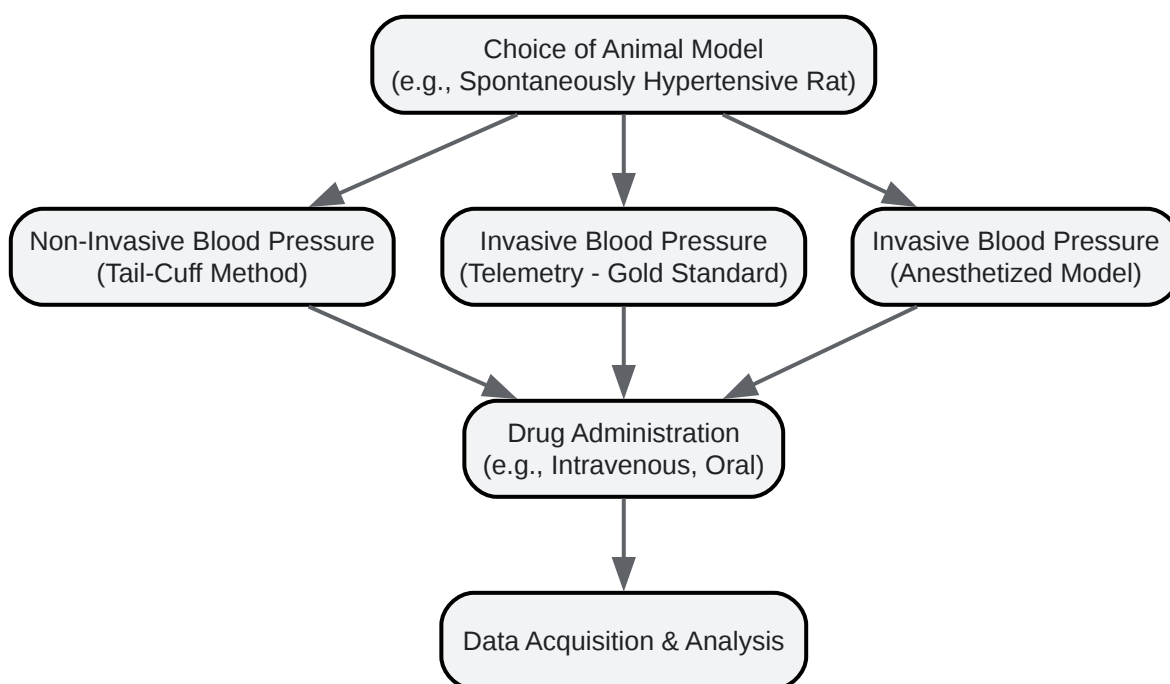 Choice of Animal Model
(e.g., Spontaneously Hypertensive Rat)
Non-Invasive Blood Pressure
(Tail-Cuff Method)
Invasive Blood Pressure
(Telemetry - Gold Standard)
Invasive Blood Pressure
(Anesthetized Model)
Drug Administration
(e.g., Intravenous, Oral)
Data Acquisition & Analysis